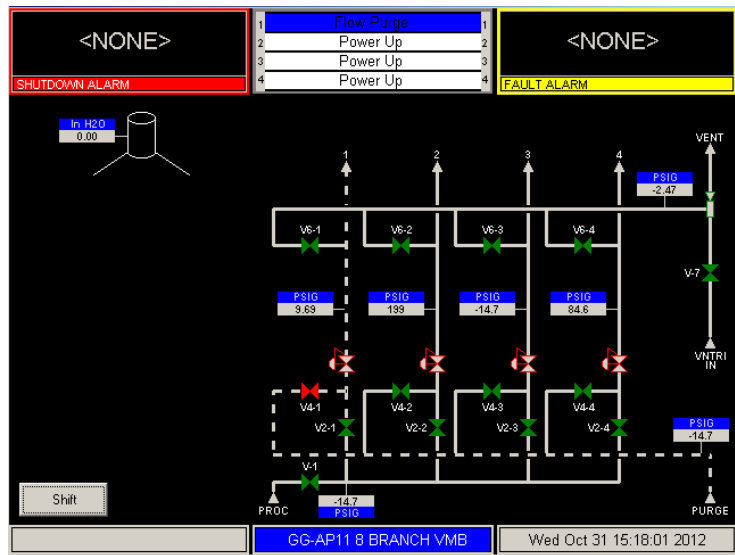 <NONE>
SHUTDOWN ALARM
1 Flow Purge 1
2 Power Up 2
3 Power Up 3
4 Power Up 4
<NONE>
FAULT ALARM
In H2O
0.00
VENT
1 2 3 4
PSIG
-2.47
V6-1 V6-2 V6-3 V6-4
V-7
PSIG PSIG PSIG PSIG
9.69 199 -14.7 84.6
VNTRI
IN
V4-1 V4-2 V4-3 V4-4
V2-1 V2-2 V2-3 V2-4
PSIG
-14.7
V-1
Shift
-14.7
PSIG
PROC
PURGE
GG-AP11 8 BRANCH VMB
Wed Oct 31 15:18:01 2012